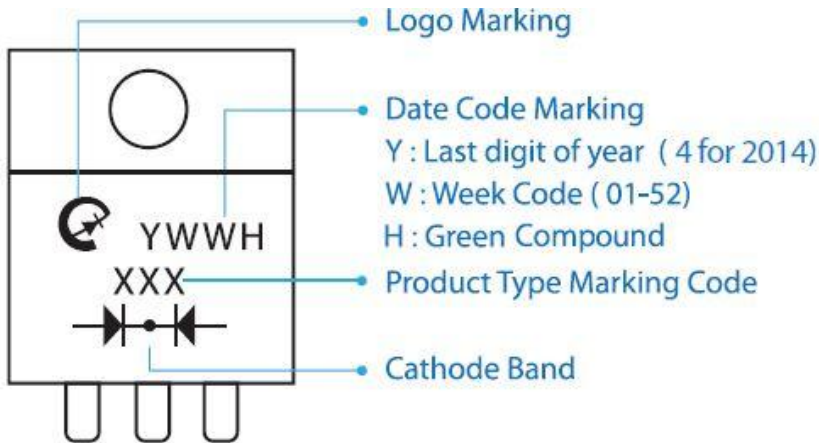 Logo Marking
Date Code Marking
Y : Last digit of year ( 4 for 2014)
W : Week Code ( 01-52)
H : Green Compound
YWWH
XXX
Product Type Marking Code
Cathode Band